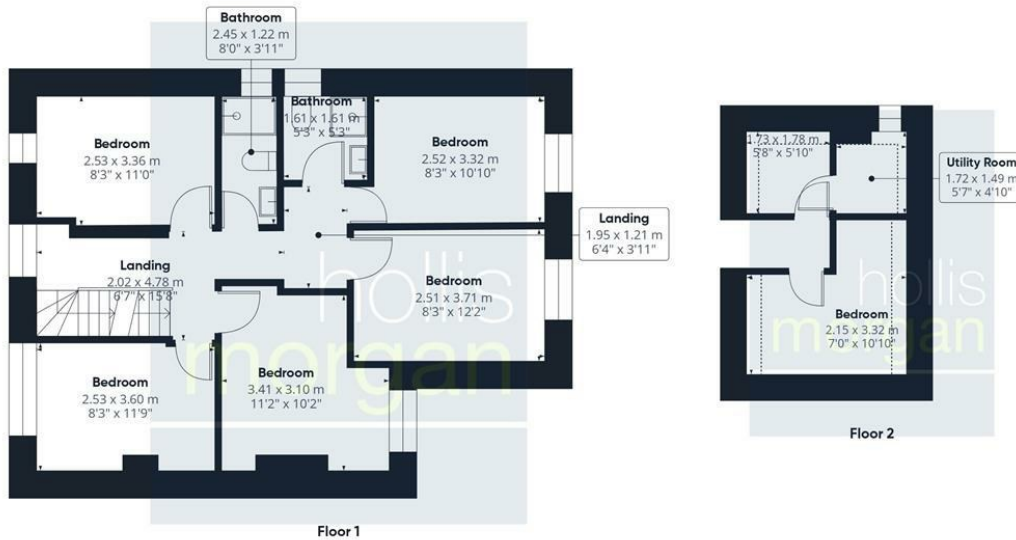 Bathroom
2.45 x 1.22 m
8'0" x 3'11"
Bathroom
1.61 x 1.61 m
5'3" x 5'3"
Bedroom
2.53 x 3.36 m
8'3" x 11'0"
Bedroom
2.52 x 3.32 m
8'3" x 10'10"
Landing
1.95 x 1.21 m
6'4" x 3'11"
Landing
2.02 x 4.78 m
6'7" x 15'8"
Bedroom
2.51 x 3.71 m
8'3" x 12'2"
Bedroom
2.53 x 3.60 m
8'3" x 11'9"
Bedroom
3.41 x 3.10 m
11'2" x 10'2"
hollis
morgan
Floor 1
1.73 x 1.78 m
5'8" x 5'10"
Utility Room
1.72 x 1.49 m
5'7" x 4'10"
Bedroom
2.15 x 3.32 m
7'0" x 10'10"
hollis
morgan
Floor 2